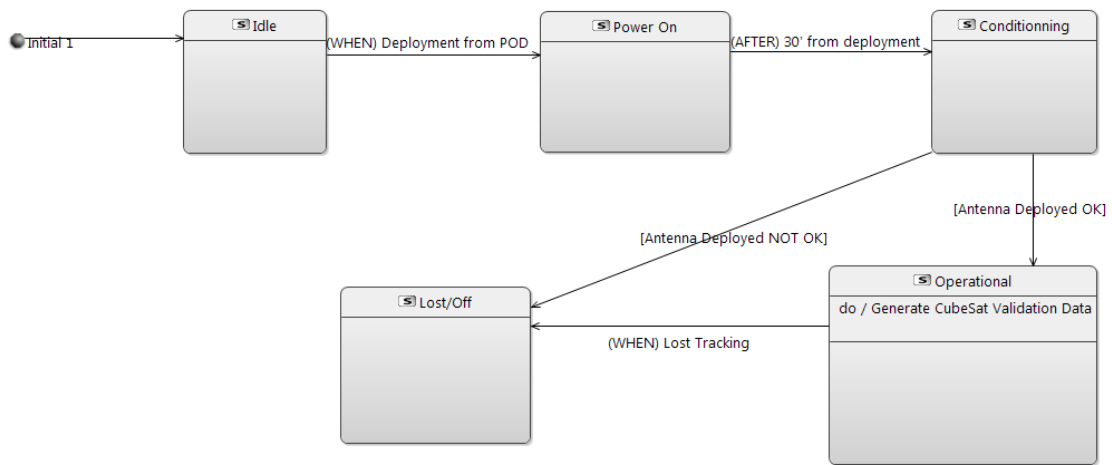 Initial 1
S Idle
(WHEN) Deployment from POD
S Power On
(AFTER) 30' from deployment
S Conditionning
[Antenna Deployed OK]
[Antenna Deployed NOT OK]
S Lost/Off
S Operational
do / Generate CubeSat Validation Data
(WHEN) Lost Tracking